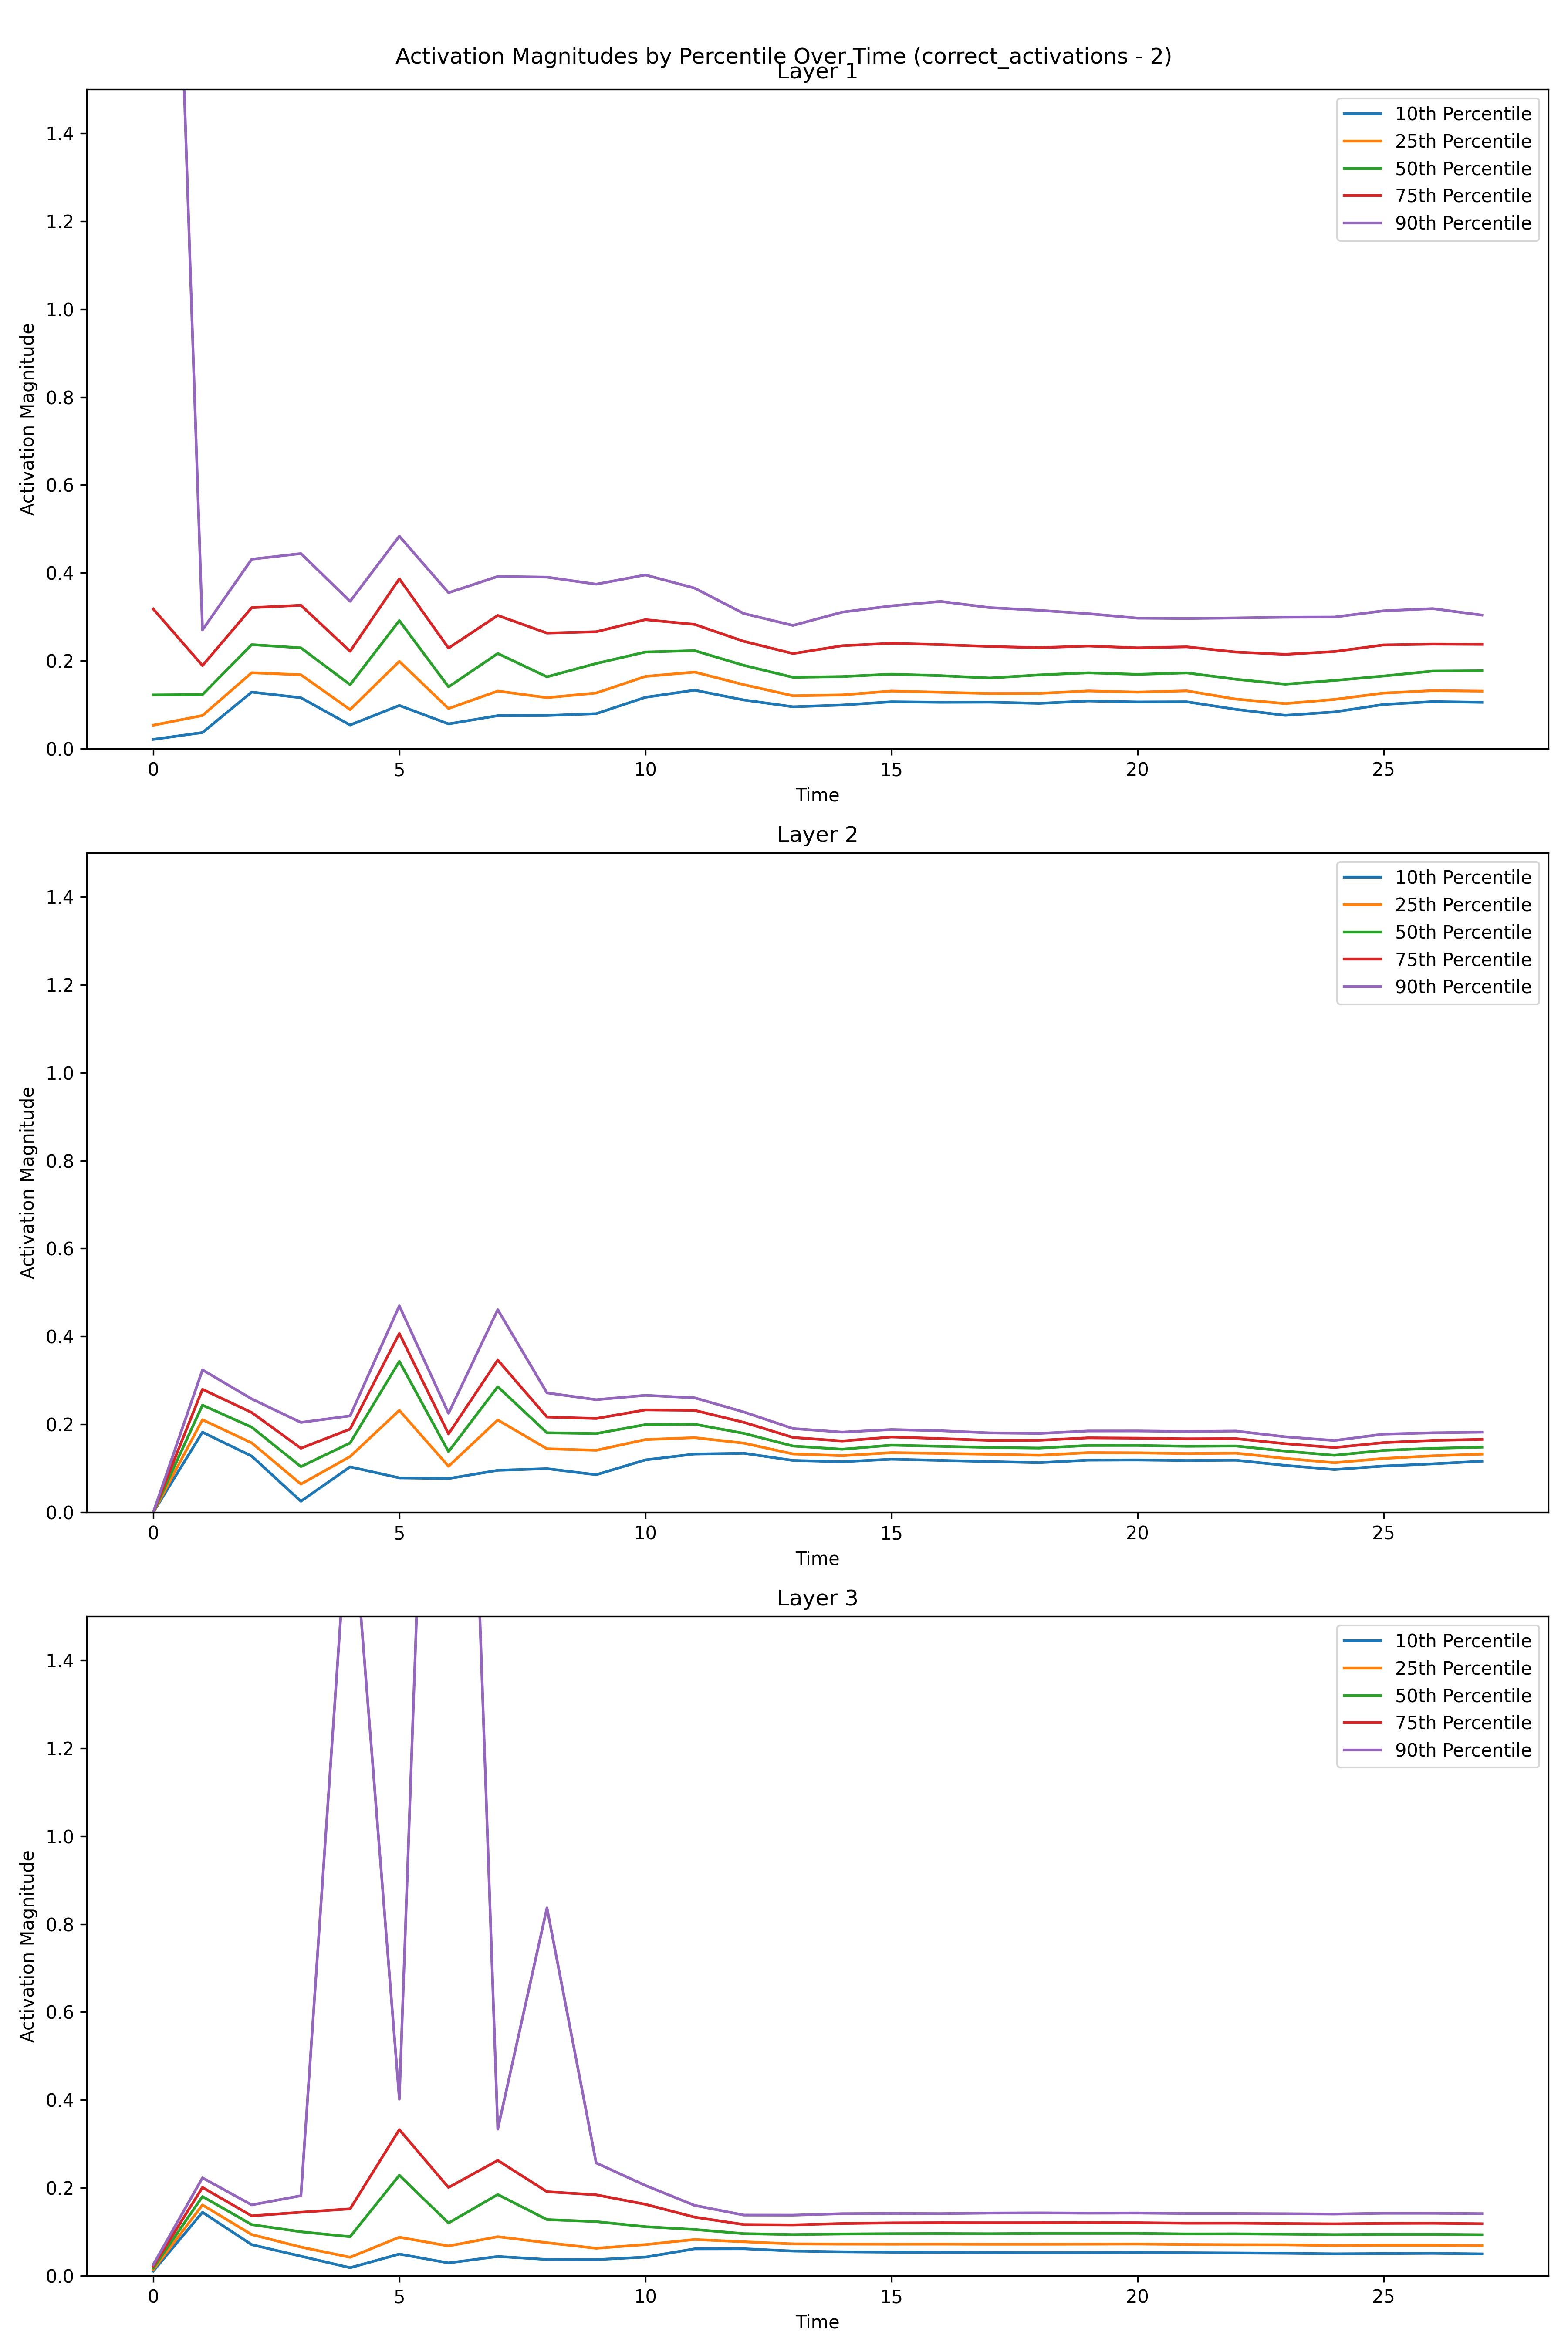 Activation Magnitudes by Percentile Over Time (correct_activations - 2)
Layer 1
1.4
1.2
1.0
0.8
0.6
0.4
0.2
0.0
Activation Magnitude
10th Percentile
25th Percentile
50th Percentile
75th Percentile
90th Percentile
0 5 10 15 20 25
Time
Layer 2
1.4
1.2
1.0
0.8
0.6
0.4
0.2
0.0
Activation Magnitude
10th Percentile
25th Percentile
50th Percentile
75th Percentile
90th Percentile
0 5 10 15 20 25
Time
Layer 3
1.4
1.2
1.0
0.8
0.6
0.4
0.2
0.0
Activation Magnitude
10th Percentile
25th Percentile
50th Percentile
75th Percentile
90th Percentile
0 5 10 15 20 25
Time